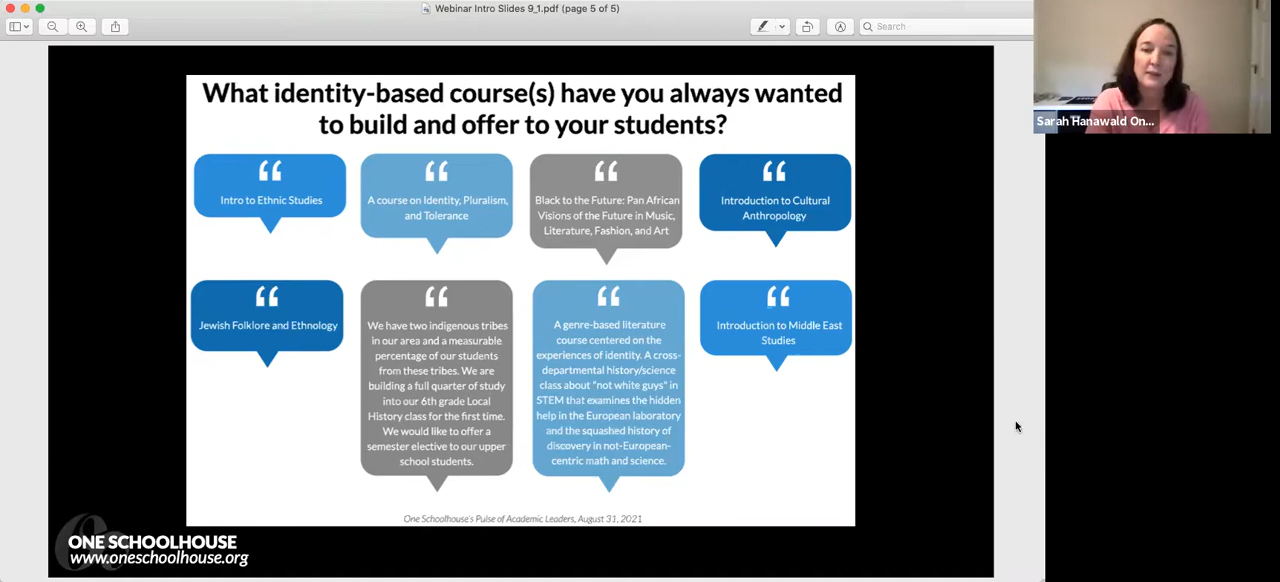 Webinar Intro Slides 9_1.pdf (page 5 of 5)
Search
Sarah Hanawald On...
What identity-based course(s) have you always wanted
to build and offer to your students?
“
Intro to Ethnic Studies
“
A course on Identity, Pluralism,
and Tolerance
“
Black to the Future: Pan African
Visions of the Future in Music,
Literature, Fashion, and Art
“
Introduction to Cultural
Anthropology
“
Jewish Folklore and Ethnology
“
We have two indigenous tribes
in our area and a measurable
percentage of our students
from these tribes. We are
building a full quarter of study
into our 6th grade Local
History class for the first time.
We would like to offer a
semester elective to our upper
school students.
“
A genre-based literature
course centered on the
experiences of identity. A cross-
departmental history/science
class about "not white guys" in
STEM that examines the hidden
help in the European laboratory
and the squashed history of
discovery in not-European-
centric math and science.
“
Introduction to Middle East
Studies
One Schoolhouse's Pulse of Academic Leaders, August 31, 2021
ONE SCHOOLHOUSE
www.oneschoolhouse.org